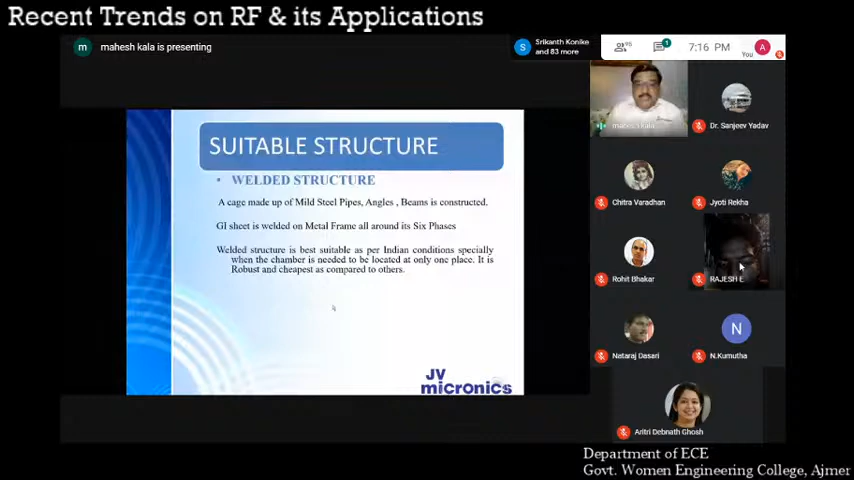 Recent Trends on RF & its Applications
m mahesh kala is presenting
S Srikanth Konike
and 83 more
95
1
7:16 PM
You
A
SUITABLE STRUCTURE
• WELDED STRUCTURE
A cage made up of Mild Steel Pipes, Angles , Beams is constructed.
GI sheet is welded on Metal Frame all around its Six Phases
Welded structure is best suitable as per Indian conditions specially
when the chamber is needed to be located at only one place. It is
Robust and cheapest as compared to others.
JV
micronics
mahesh kala
Dr. Sanjeev Yadav
Chitra Varadhan
Jyoti Rekha
Rohit Bhakar
RAJESH E
Nataraj Dasari
N
N.Kumutha
Aritri Debnath Ghosh
Department of ECE
Govt. Women Engineering College, Ajmer